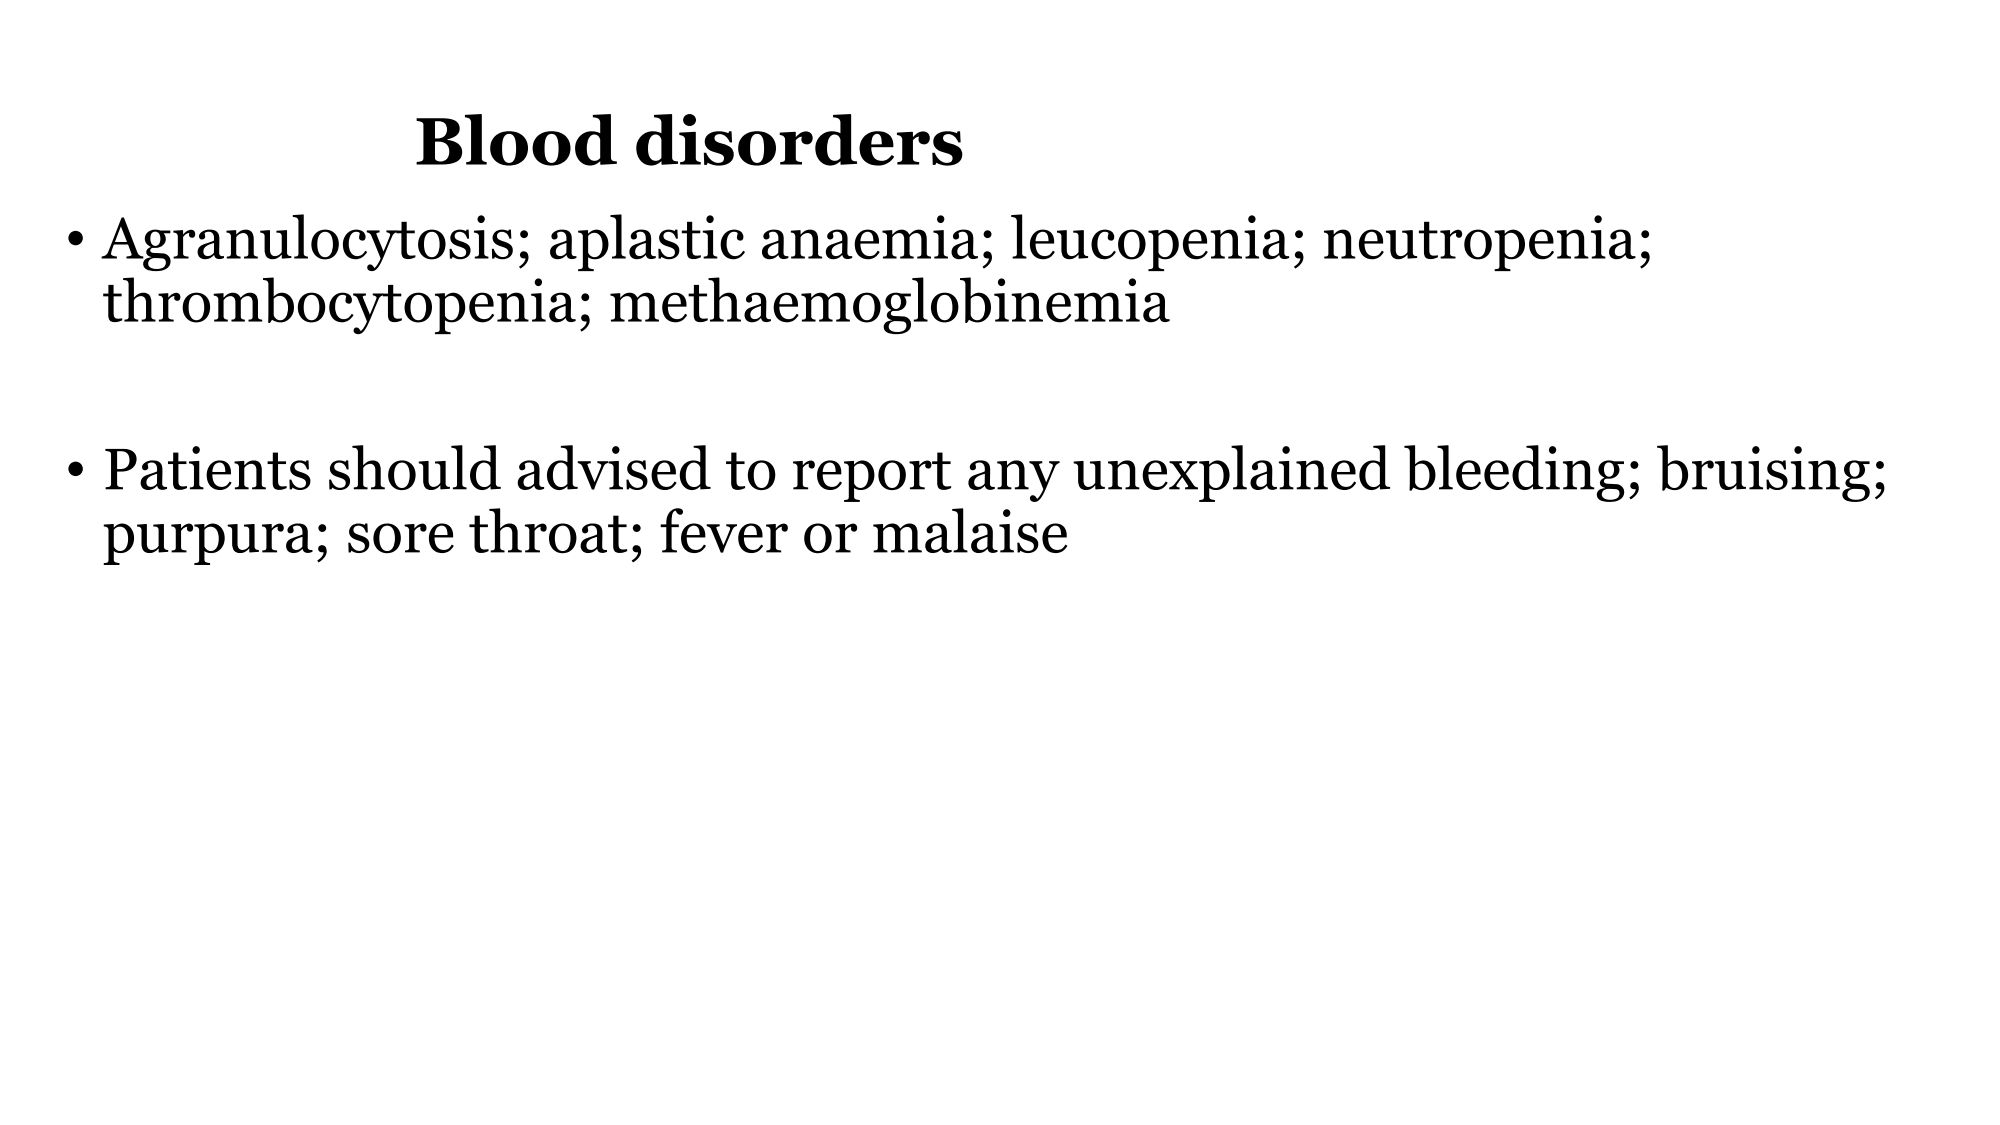 Blood disorders
• Agranulocytosis; aplastic anaemia; leucopenia; neutropenia;
thrombocytopenia; methaemoglobinemia
• Patients should advised to report any unexplained bleeding; bruising;
purpura; sore throat; fever or malaise